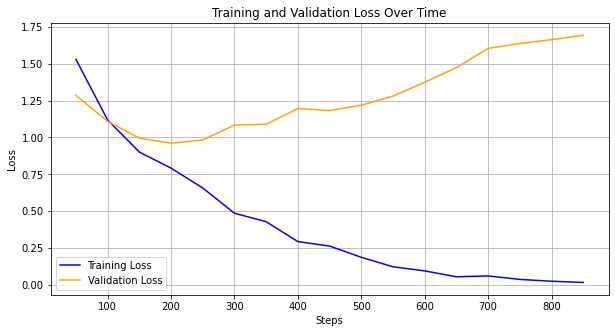 Training and Validation Loss Over Time
Loss
1.75
1.50
1.25
1.00
0.75
0.50
0.25
0.00
Training Loss
Validation Loss
100 200 300 400 500 600 700 800
Steps